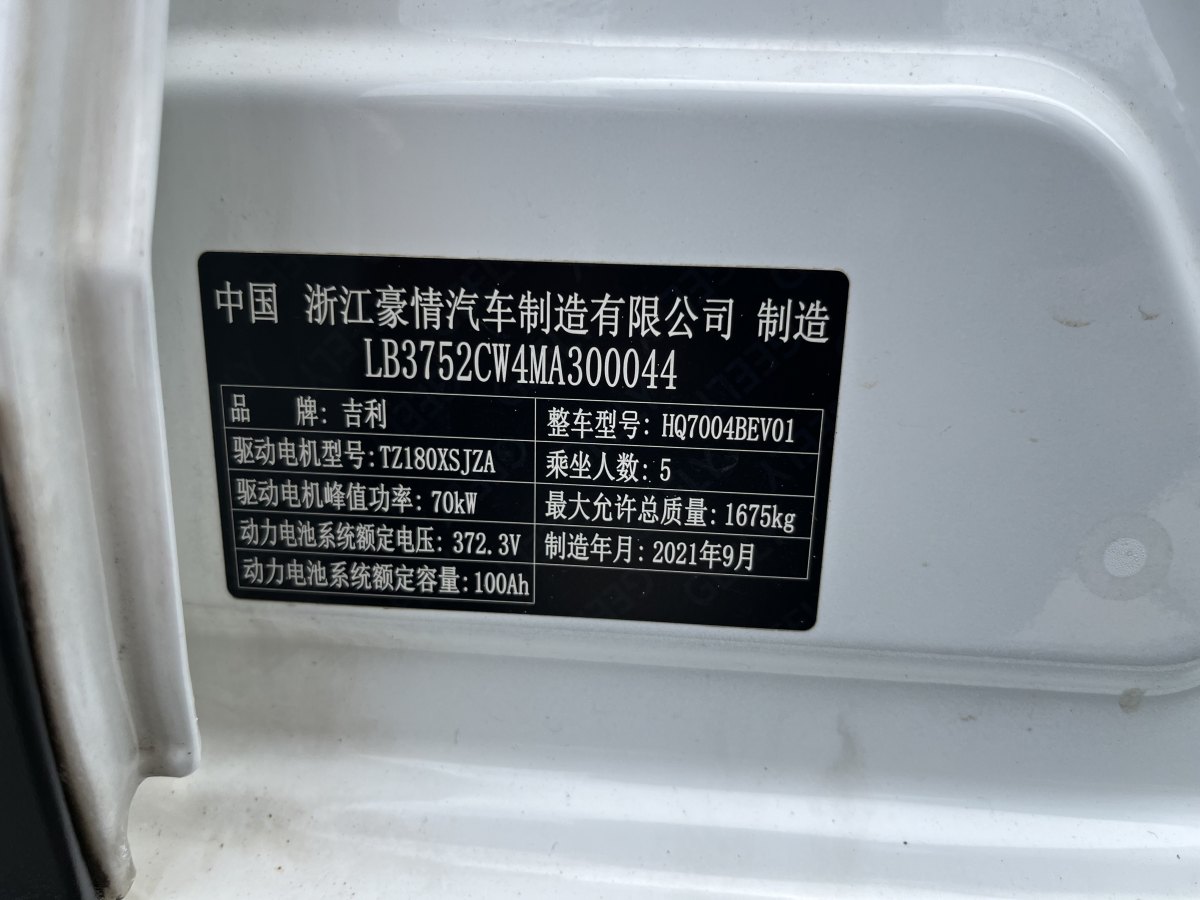 中国 浙江豪情汽车制造有限公司 制造
LB3752CW4MA300044
品 牌: 吉利 整车型号: HQ7004BEV01
驱动电机型号:TZ180XSJZA 乘坐人数: 5
驱动电机峰值功率: 70kW 最大允许总质量: 1675kg
动力电池系统额定电压: 372.3V 制造年月: 2021年9月
动力电池系统额定容量: 100Ah